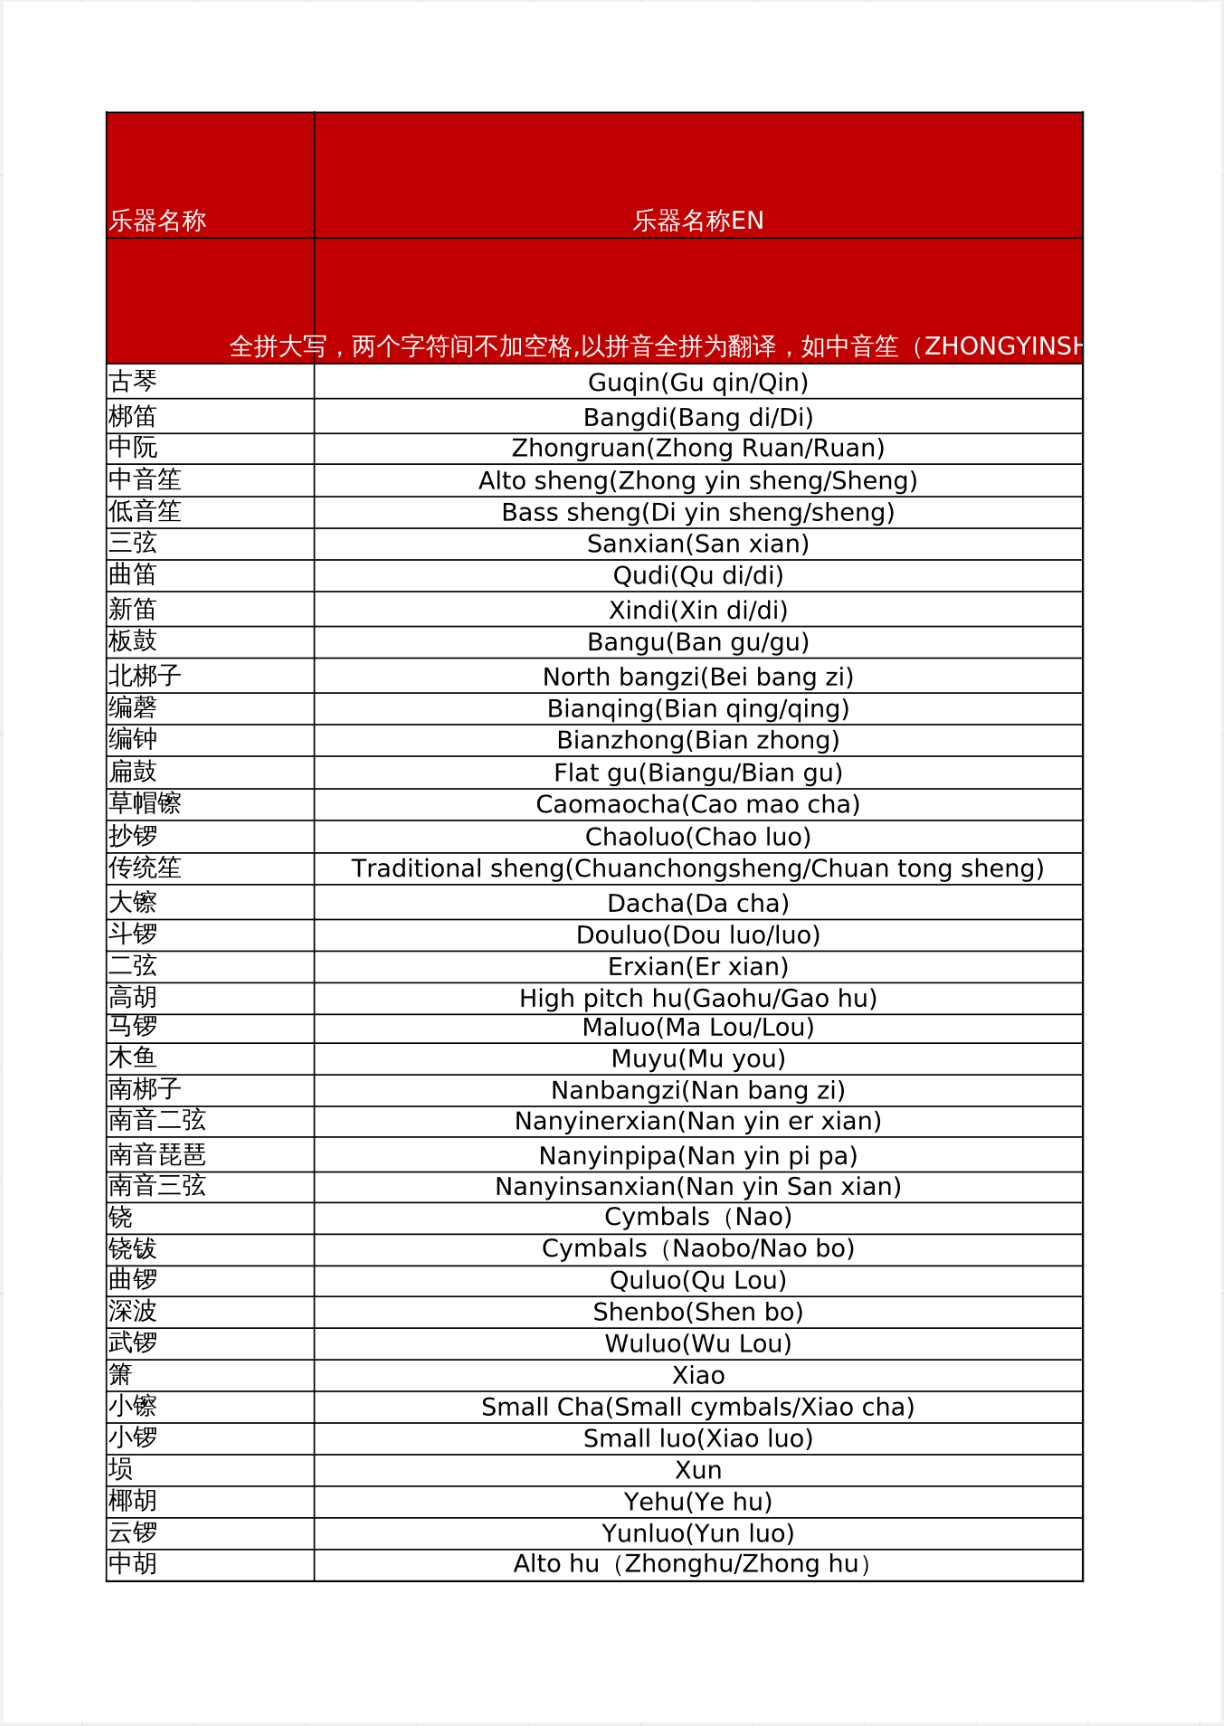 乐器名称 乐器名称EN
全拼大写，两个字符间不加空格,以拼音全拼为翻译，如中音笙（ZHONGYINSH
古琴 Guqin(Gu qin/Qin)
梆笛 Bangdi(Bang di/Di)
中阮 Zhongruan(Zhong Ruan/Ruan)
中音笙 Alto sheng(Zhong yin sheng/Sheng)
低音笙 Bass sheng(Di yin sheng/sheng)
三弦 Sanxian(San xian)
曲笛 Qudi(Qu di/di)
新笛 Xindi(Xin di/di)
板鼓 Bangu(Ban gu/gu)
北梆子 North bangzi(Bei bang zi)
编磬 Bianqing(Bian qing/qing)
编钟 Bianzhong(Bian zhong)
扁鼓 Flat gu(Biangu/Bian gu)
草帽镲 Caomaocha(Cao mao cha)
抄锣 Chaoluo(Chao luo)
传统笙 Traditional sheng(Chuanchongsheng/Chuan tong sheng)
大镲 Dacha(Da cha)
斗锣 Douluo(Dou luo/luo)
二弦 Erxian(Er xian)
高胡 High pitch hu(Gaohu/Gao hu)
马锣 Maluo(Ma Lou/Lou)
木鱼 Muyu(Mu you)
南梆子 Nanbangzi(Nan bang zi)
南音二弦 Nanyinerxian(Nan yin er xian)
南音琵琶 Nanyinpipa(Nan yin pi pa)
南音三弦 Nanyinsanxian(Nan yin San xian)
铙 Cymbals（Nao)
铙钹 Cymbals（Naobo/Nao bo)
曲锣 Quluo(Qu Lou)
深波 Shenbo(Shen bo)
武锣 Wuluo(Wu Lou)
箫 Xiao
小镲 Small Cha(Small cymbals/Xiao cha)
小锣 Small luo(Xiao luo)
埙 Xun
椰胡 Yehu(Ye hu)
云锣 Yunluo(Yun luo)
中胡 Alto hu（Zhonghu/Zhong hu）